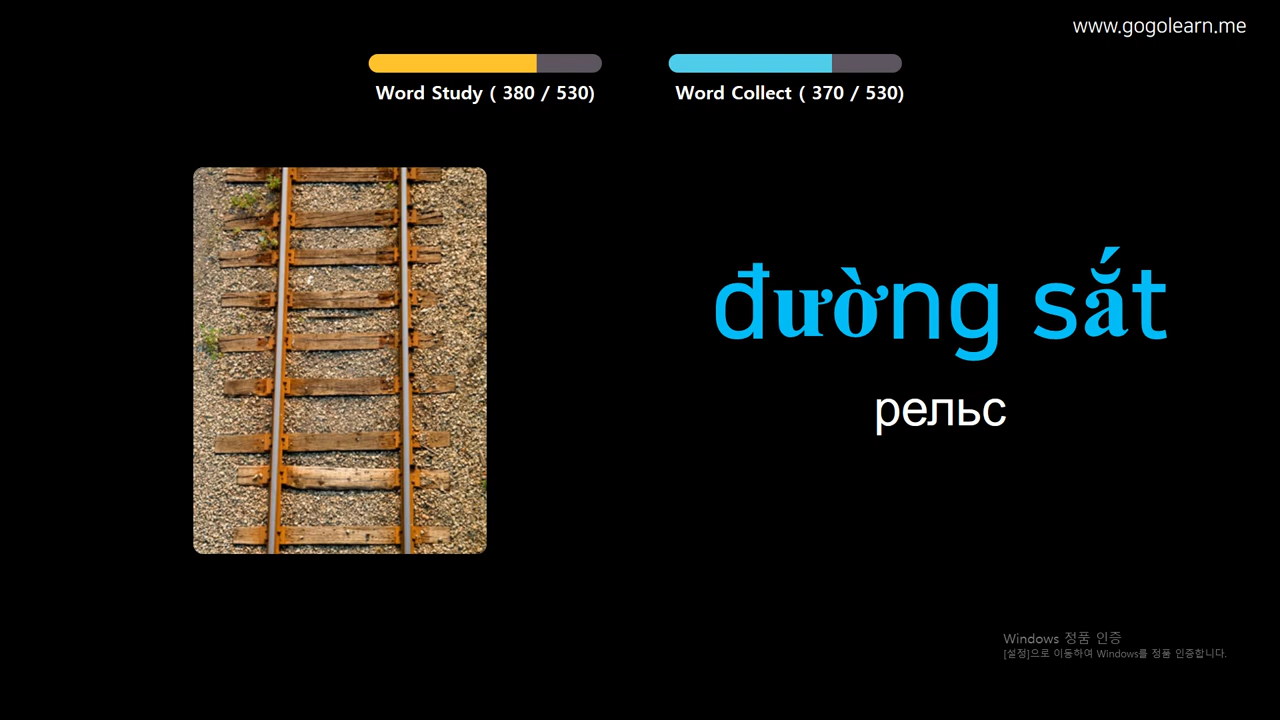 www.gogolearn.me
Word Study ( 380 / 530)
Word Collect ( 370 / 530)
đường sắt
рельс
Windows 정품 인증
[설정]으로 이동하여 Windows를 정품 인증합니다.